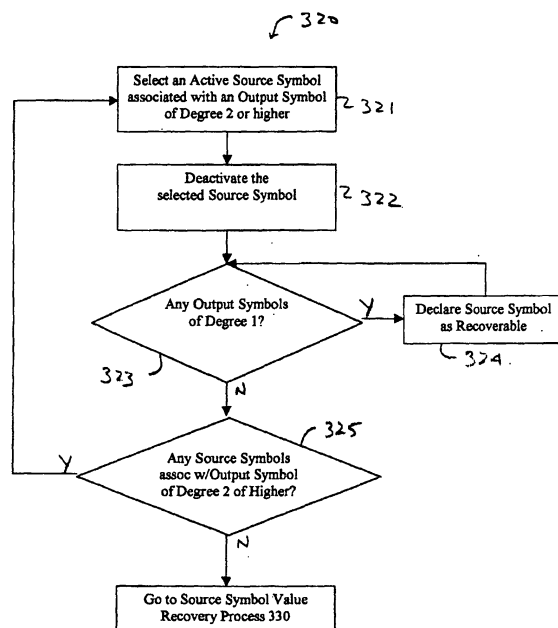 320
Select an Active Source Symbol
associated with an Output Symbol
of Degree 2 or higher
321
Deactivate the
selected Source Symbol
322
Any Output Symbols
of Degree 1?
Y
Declare Source Symbol
as Recoverable
323
324
N
325
Any Source Symbols
assoc w/Output Symbol
of Degree 2 of Higher?
Y
N
Go to Source Symbol Value
Recovery Process 330